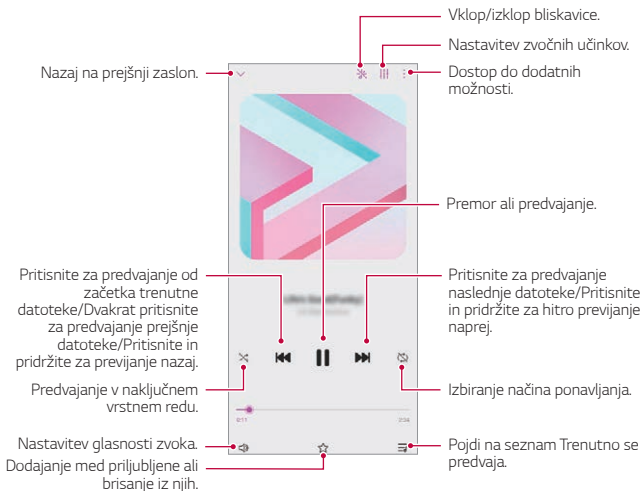 Vklop/izklop bliskavice.
Nastavitev zvočnih učinkov.
Nazaj na prejšnji zaslon.
Dostop do dodatnih
možnosti.
Premor ali predvajanje.
Pritisnite za predvajanje od
začetka trenutne
datoteke/Dvakrat pritisnite
za predvajanje prejšnje
datoteke/Pritisnite in
pridržite za previjanje nazaj.
Pritisnite za predvajanje
naslednje datoteke/Pritisnite
in pridržite za hitro previjanje
naprej.
Predvajanje v naključnem
vrstnem redu.
Izbiranje načina ponavljanja.
0:11
Nastavitev glasnosti zvoka.
Pojdi na seznam Trenutno se
predvaja.
Dodajanje med priljubljene ali
brisanje iz njih.